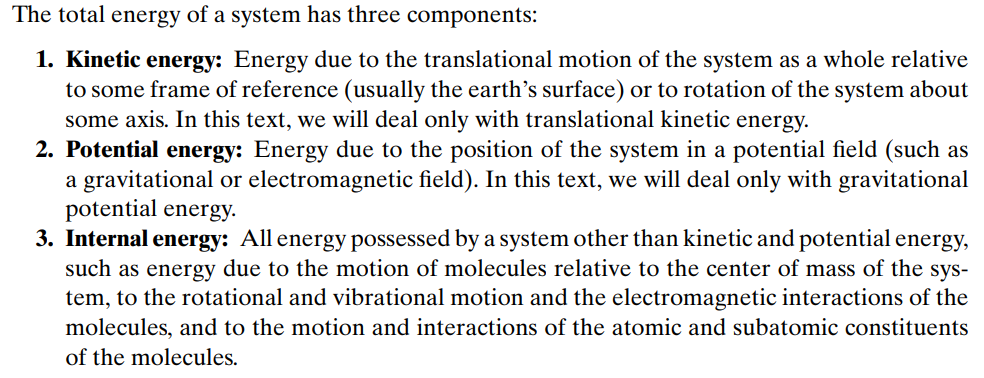 The total energy of a system has three components:
1. Kinetic energy: Energy due to the translational motion of the system as a whole relative
to some frame of reference (usually the earth’s surface) or to rotation of the system about
some axis. In this text, we will deal only with translational kinetic energy.
2. Potential energy: Energy due to the position of the system in a potential field (such as
a gravitational or electromagnetic field). In this text, we will deal only with gravitational
potential energy.
3. Internal energy: All energy possessed by a system other than kinetic and potential energy,
such as energy due to the motion of molecules relative to the center of mass of the sys-
tem, to the rotational and vibrational motion and the electromagnetic interactions of the
molecules, and to the motion and interactions of the atomic and subatomic constituents
of the molecules.